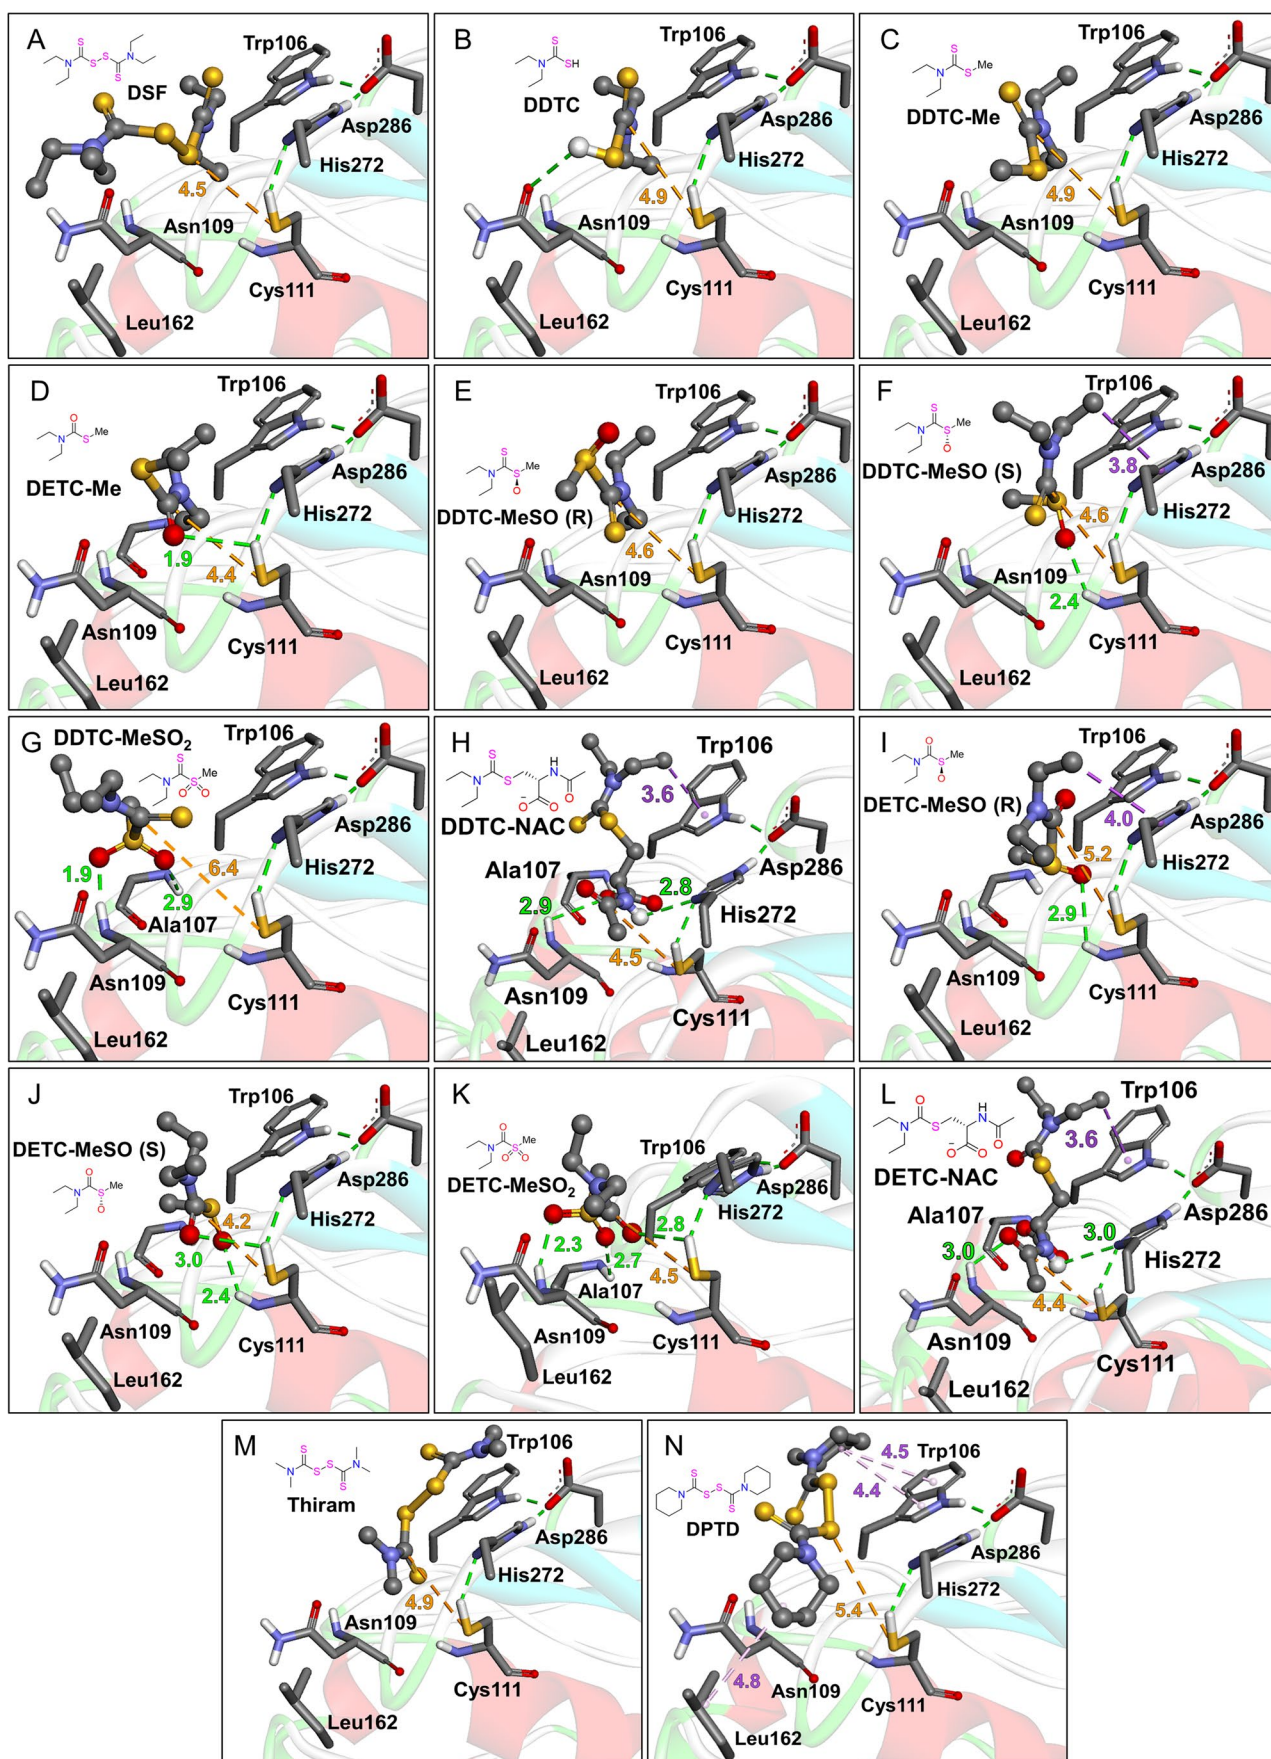 A
S
N
S
S
N
S
DSF
Trp106
Asp286
His272
4.5
Asn109
Cys111
Leu162
B
S
N
SH
DDTC
Trp106
Asp286
His272
4.9
Asn109
Cys111
Leu162
C
S
N
S
Me
DDTC-Me
Trp106
Asp286
His272
4.9
Asn109
Cys111
Leu162
D
O
N
S
Me
DETC-Me
Trp106
Asp286
His272
1.9
4.4
Asn109
Cys111
Leu162
E
S
N
S
Me
O
DDTC-MeSO (R)
Trp106
Asp286
His272
4.6
Asn109
Cys111
Leu162
F
S
N
S
Me
O
DDTC-MeSO (S)
Trp106
3.8
Asp286
His272
4.6
Asn109
2.4
Cys111
Leu162
G
DDTC-MeSO₂
S
N
S
Me
O
O
Trp106
Asp286
His272
6.4
1.9
2.9
Ala107
Asn109
Cys111
Leu162
H
S
N
S
H
N
O
O
O
DDTC-NAC
Trp106
3.6
Asp286
Ala107
2.8
His272
2.9
4.5
Asn109
Cys111
Leu162
I
O
N
S
Me
O
DETC-MeSO (R)
Trp106
4.0
Asp286
His272
5.2
2.9
Asn109
Cys111
Leu162
J
DETC-MeSO (S)
O
N
S
Me
O
Trp106
Asp286
His272
4.2
3.0
2.4
Asn109
Cys111
Leu162
K
O
N
S
Me
O
O
DETC-MeSO₂
Trp106
Asp286
His272
2.8
2.3
2.7
4.5
Ala107
Asn109
Cys111
Leu162
L
O
N
S
H
N
O
O
O
DETC-NAC
Trp106
3.6
Asp286
Ala107
3.0
His272
3.0
4.4
Asn109
Cys111
Leu162
M
S
N
S
S
N
S
Thiram
Trp106
Asp286
His272
4.9
Asn109
Cys111
Leu162
N
S
N
S
S
N
S
DPTD
4.5
Trp106
4.4
Asp286
His272
5.4
4.8
Asn109
Cys111
Leu162